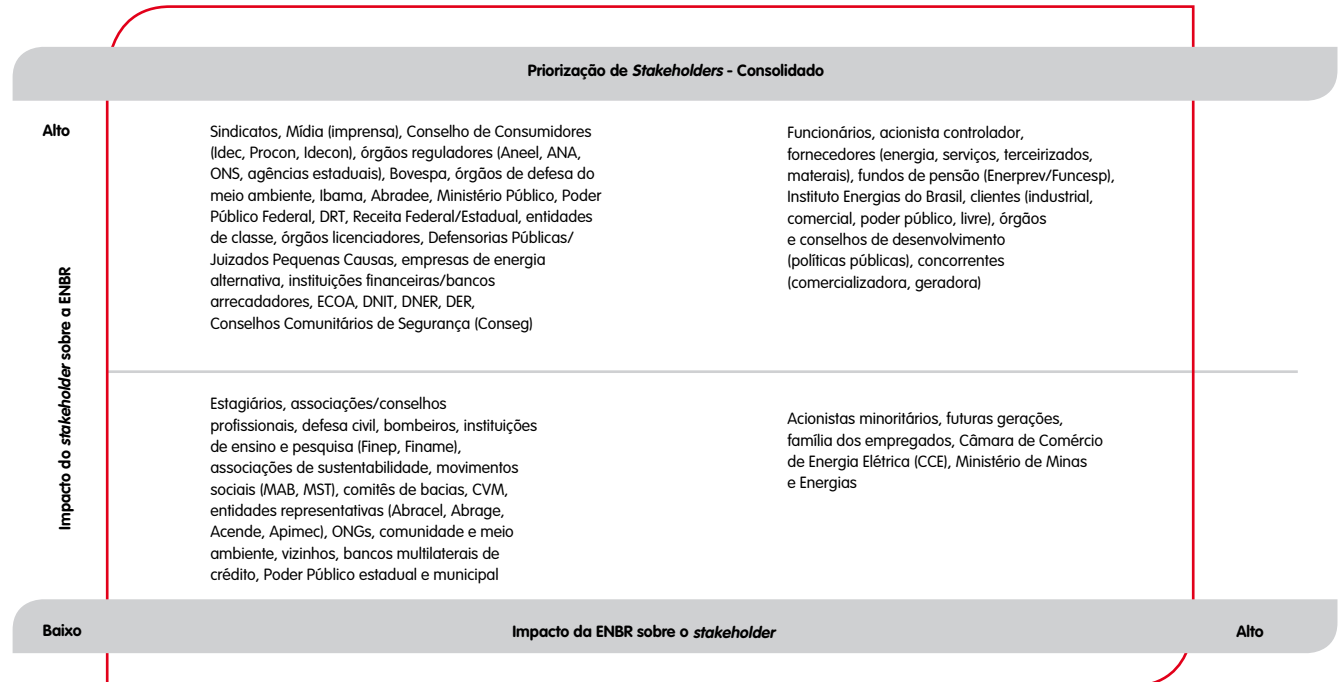 Priorização de Stakeholders - Consolidado
Alto
Impacto do stakeholder sobre a ENBR
Sindicatos, Mídia (imprensa), Conselho de Consumidores
(Idec, Procon, Idecon), órgãos reguladores (Aneel, ANA,
ONS, agências estaduais), Bovespa, órgãos de defesa do
meio ambiente, Ibama, Abradee, Ministério Público, Poder
Público Federal, DRT, Receita Federal/Estadual, entidades
de classe, órgãos licenciadores, Defensorias Públicas/
Juizados Pequenas Causas, empresas de energia
alternativa, instituições financeiras/bancos
arrecadadores, ECOA, DNIT, DNER, DER,
Conselhos Comunitários de Segurança (Conseg)
Funcionários, acionista controlador,
fornecedores (energia, serviços, terceirizados,
materais), fundos de pensão (Enerprev/Funcesp),
Instituto Energias do Brasil, clientes (industrial,
comercial, poder público, livre), órgãos
e conselhos de desenvolvimento
(políticas públicas), concorrentes
(comercializadora, geradora)
Estagiários, associações/conselhos
profissionais, defesa civil, bombeiros, instituições
de ensino e pesquisa (Finep, Finame),
associações de sustentabilidade, movimentos
sociais (MAB, MST), comitês de bacias, CVM,
entidades representativas (Abracel, Abrage,
Acende, Apimec), ONGs, comunidade e meio
ambiente, vizinhos, bancos multilaterais de
crédito, Poder Público estadual e municipal
Acionistas minoritários, futuras gerações,
família dos empregados, Câmara de Comércio
de Energia Elétrica (CCE), Ministério de Minas
e Energias
Baixo
Impacto da ENBR sobre o stakeholder
Alto